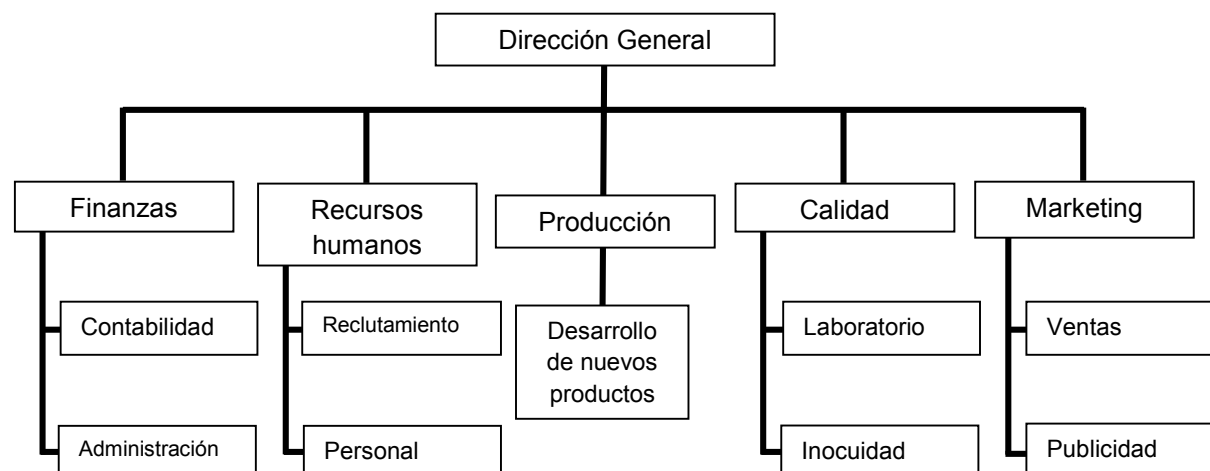 Dirección General
Finanzas
Recursos
humanos
Producción
Calidad
Marketing
Contabilidad
Reclutamiento
Desarrollo
de nuevos
productos
Laboratorio
Ventas
Administración
Personal
Inocuidad
Publicidad